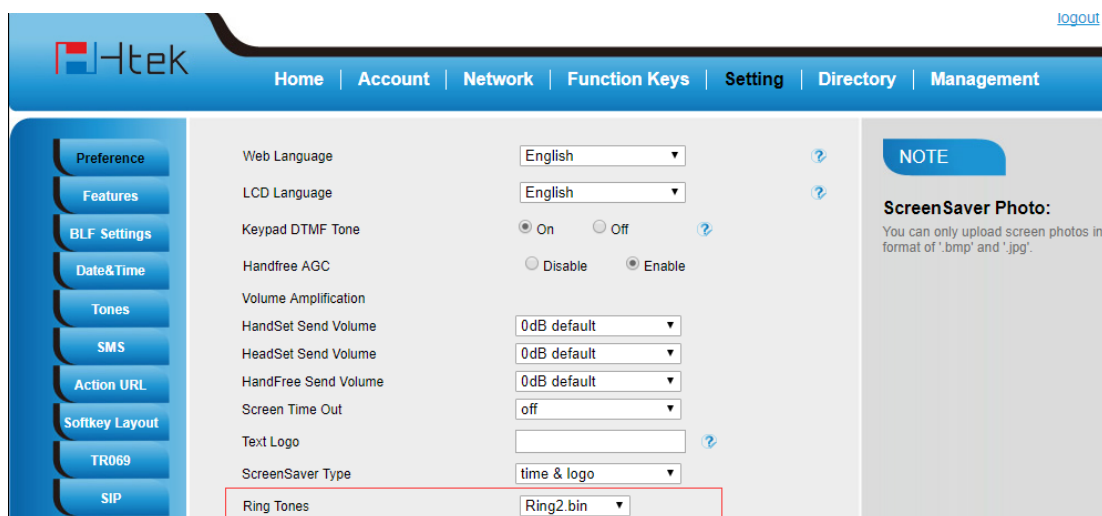 logout
Htek
Home | Account | Network | Function Keys | Setting | Directory | Management
Preference
Features
BLF Settings
Date&Time
Tones
SMS
Action URL
Softkey Layout
TR069
SIP
Web Language English
LCD Language English
Keypad DTMF Tone On Off
Handfree AGC Disable Enable
Volume Amplification
HandSet Send Volume 0dB default
HeadSet Send Volume 0dB default
HandFree Send Volume 0dB default
Screen Time Out off
Text Logo
ScreenSaver Type time & logo
Ring Tones Ring2.bin
NOTE
ScreenSaver Photo:
You can only upload screen photos in
format of '.bmp' and '.jpg'.